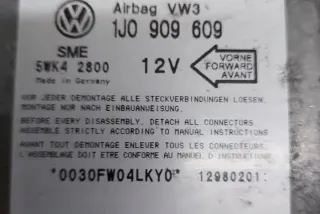 Airbag VW3
1J0 909 609
SME
5WK4 2800
12V
VORNE
FORWARD
AVANT
Made in Germany
VOR JEDER DEMONTAGE ALLE STECKVERBINDUNGEN LOESEN.
MONTAGE NUR NACH EINBAUANWEISUNG.
BEFORE EVERY DISASSEMBLY, DETACH ALL CONNECTORS
ASSEMBLE STRICTLY ACCORDING TO MANUAL INSTRUCTIONS
AVANT TOUT DEMONTAGE ENLEVER TOUS LES CONNECTEURS.
L'ASSEMBLAGE DOIT ETRE CONFORME AU MANUEL D'INSTRUCTIONS
*0030FW04LKY0* 12980201